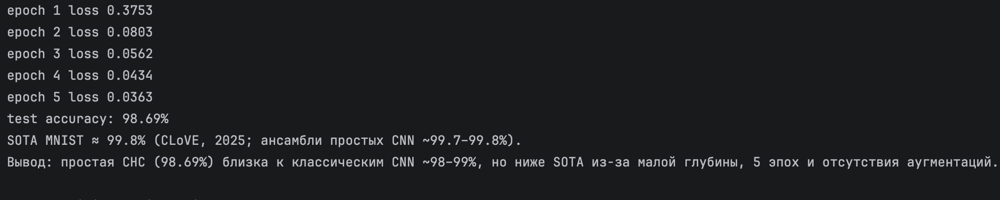 epoch 1 loss 0.3753
epoch 2 loss 0.0803
epoch 3 loss 0.0562
epoch 4 loss 0.0434
epoch 5 loss 0.0363
test accuracy: 98.69%
SOTA MNIST ≈ 99.8% (CLoVE, 2025; ансамбли простых CNN ~99.7–99.8%).
Вывод: простая СНС (98.69%) близка к классическим CNN ~98–99%, но ниже SOTA из-за малой глубины, 5 эпох и отсутствия аугментаций.